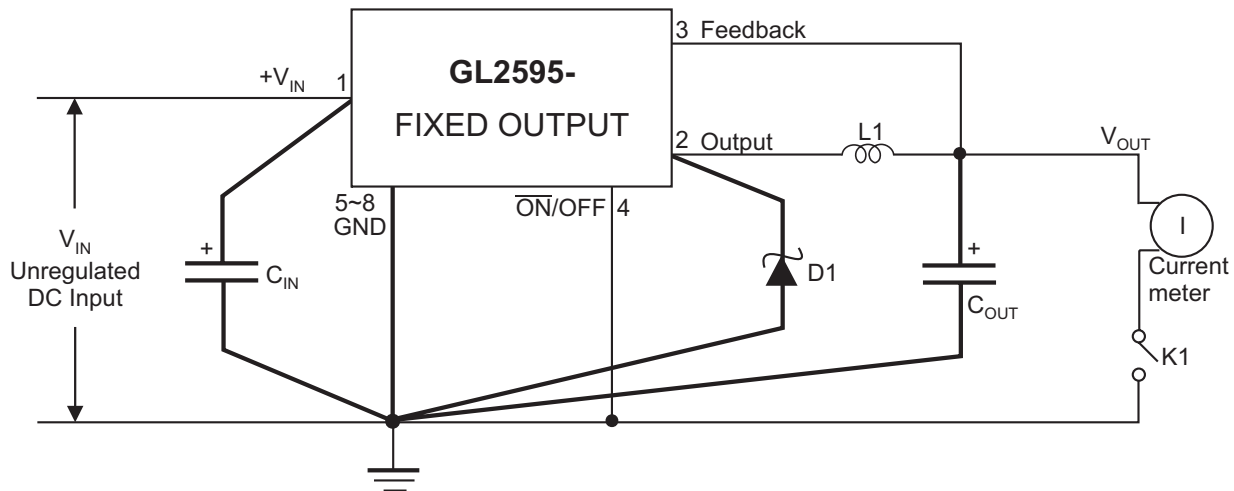 3 Feedback
GL2595-
FIXED OUTPUT
+VIN
1
2 Output
L1
VOUT
5~8
GND
ON/OFF
4
VIN
Unregulated
DC Input
+
CIN
D1
+
COUT
I
Current
meter
K1